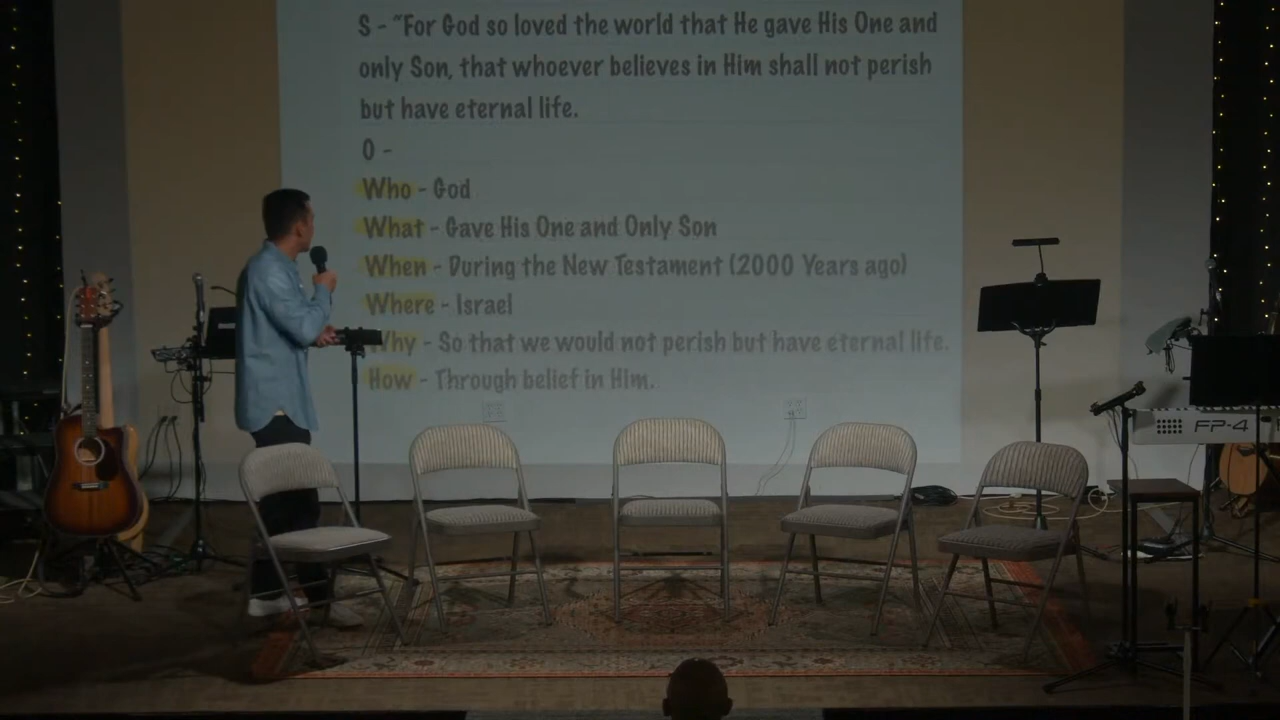 S - "For God so loved the world that He gave His One and
only Son, that whoever believes in Him shall not perish
but have eternal life.
O -
Who - God
What - Gave His One and Only Son
When - During the New Testament (2000 Years ago)
Where - Israel
Why - So that we would not perish but have eternal life.
How - Through belief in Him.
FP-4